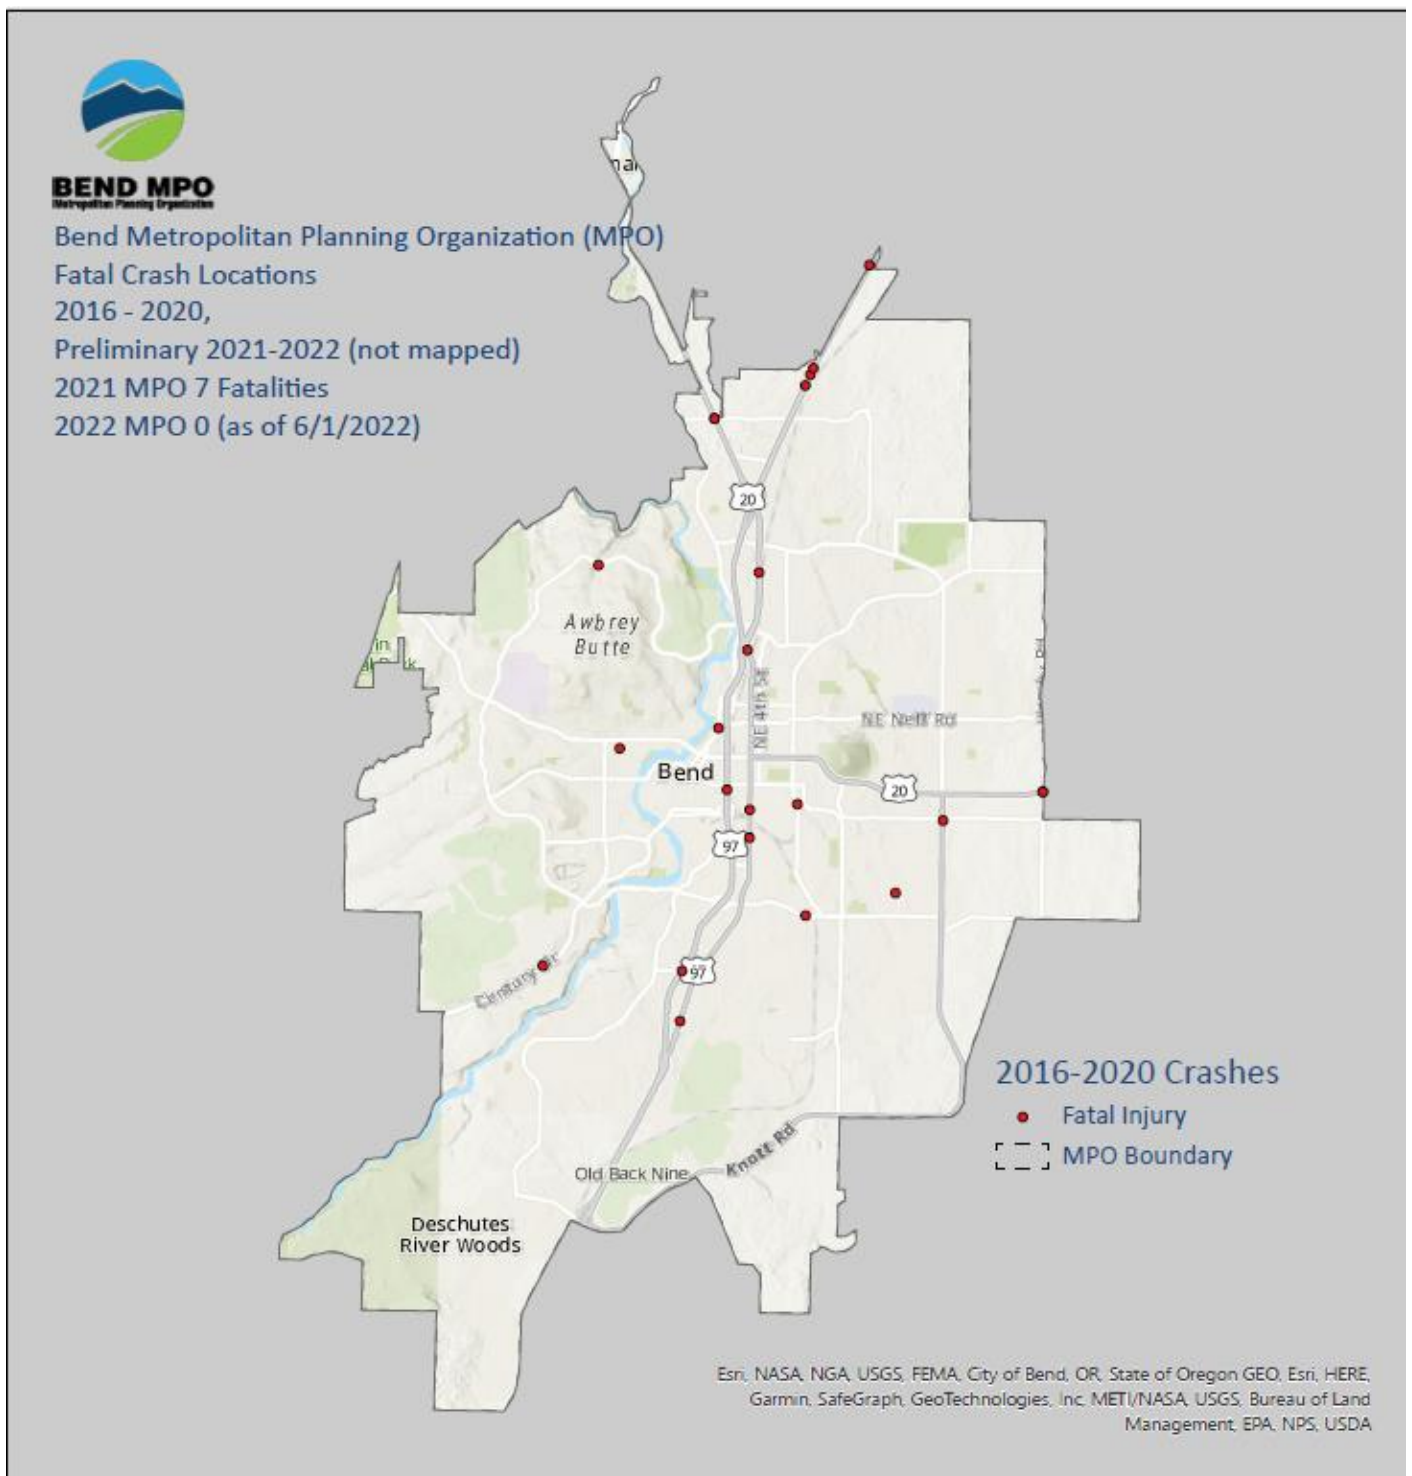 BEND MPO
Metropolitan Planning Organization
Bend Metropolitan Planning Organization (MPO)
Fatal Crash Locations
2016 - 2020,
Preliminary 2021-2022 (not mapped)
2021 MPO 7 Fatalities
2022 MPO 0 (as of 6/1/2022)
20
Awbrey
Butte
NE 4th St
NE Neff Rd
Bend
20
97
Century Dr
97
2016-2020 Crashes
Fatal Injury
MPO Boundary
Knott Rd
Old Back Nine
Deschutes
River Woods
Esri, NASA, NGA, USGS, FEMA, City of Bend, OR, State of Oregon GEO, Esri, HERE,
Garmin, SafeGraph, GeoTechnologies, Inc, METI/NASA, USGS, Bureau of Land
Management, EPA, NPS, USDA